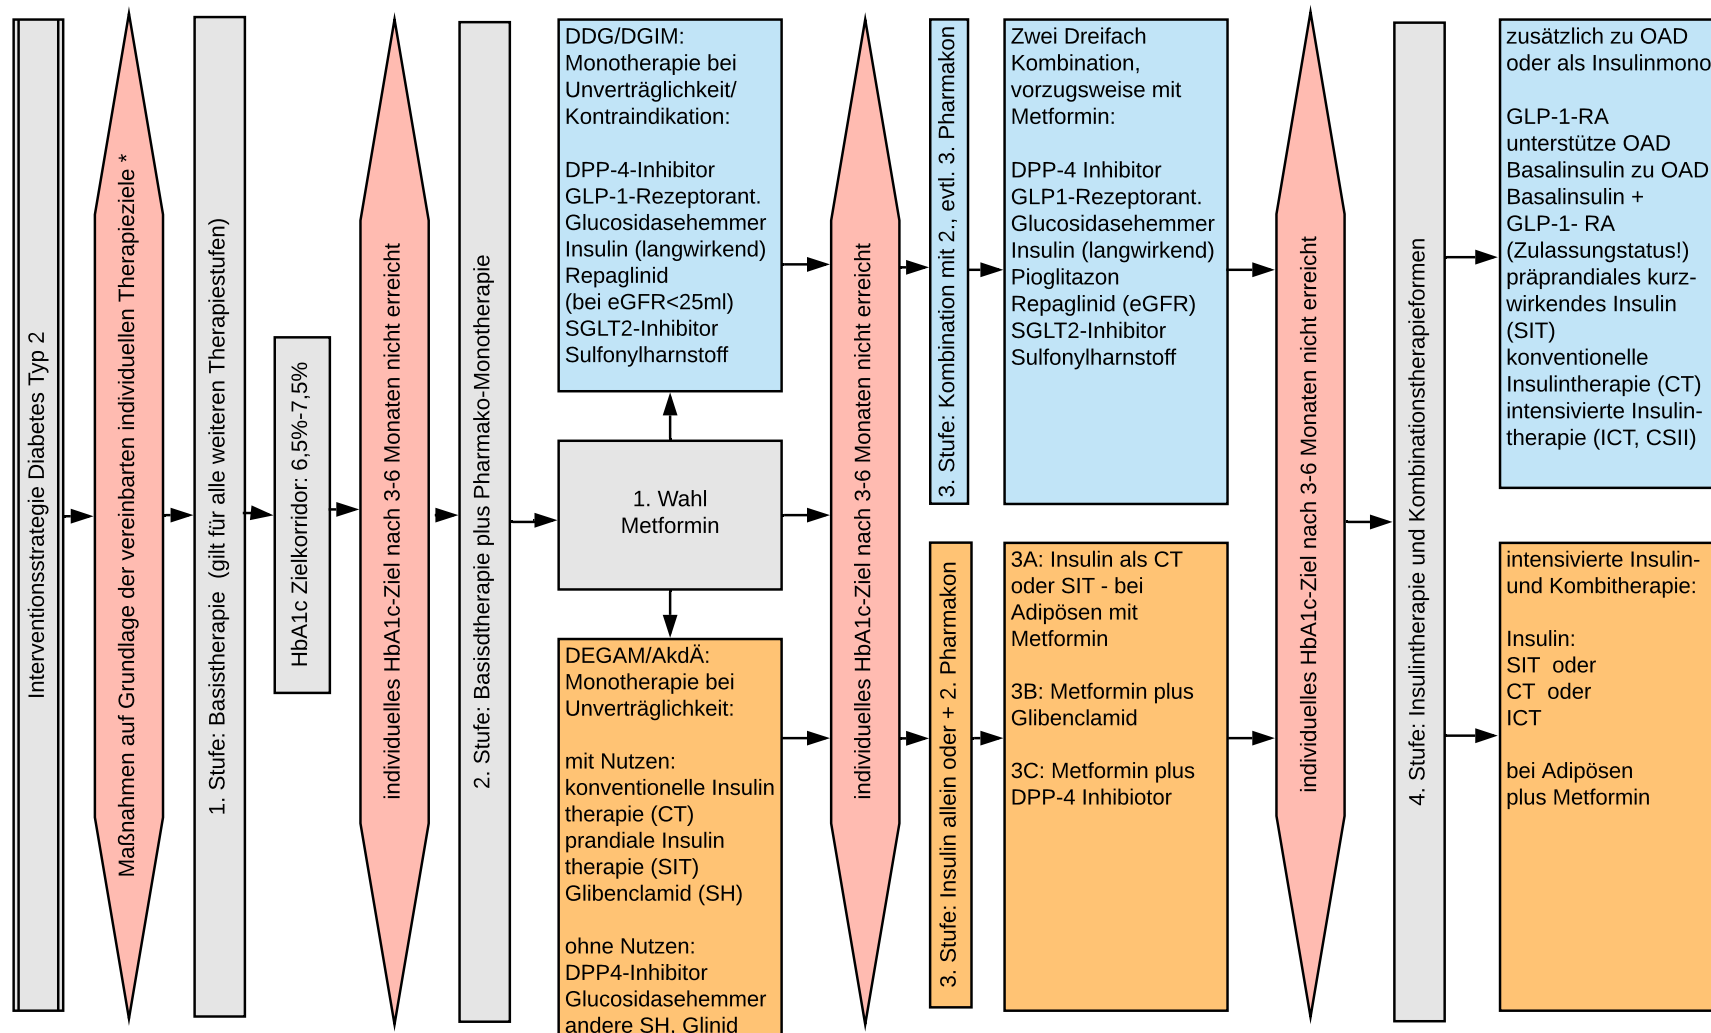 Interventionsstrategie Diabetes Typ 2
Maßnahmen auf Grundlage der vereinbarten individuellen Therapieziele *
1. Stufe: Basistherapie (gilt für alle weiteren Therapiestufen)
HbA1c Zielkorridor: 6,5%-7,5%
individuelles HbA1c-Ziel nach 3-6 Monaten nicht erreicht
2. Stufe: Basisdtherapie plus Pharmako-Monotherapie
DDG/DGIM:
Monotherapie bei
Unverträglichkeit/
Kontraindikation:
DPP-4-Inhibitor
GLP-1-Rezeptorant.
Glucosidasehemmer
Insulin (langwirkend)
Repaglinid
(bei eGFR<25ml)
SGLT2-Inhibitor
Sulfonylharnstoff
1. Wahl
Metformin
DEGAM/AkdÄ:
Monotherapie bei
Unverträglichkeit:
mit Nutzen:
konventionelle Insulin
therapie (CT)
prandiale Insulin
therapie (SIT)
Glibenclamid (SH)
ohne Nutzen:
DPP4-Inhibitor
Glucosidasehemmer
andere SH, Glinid
individuelles HbA1c-Ziel nach 3-6 Monaten nicht erreicht
3. Stufe: Kombination mit 2., evtl. 3. Pharmakon
Zwei Dreifach
Kombination,
vorzugsweise mit
Metformin:
DPP-4 Inhibitor
GLP1-Rezeptorant.
Glucosidasehemmer
Insulin (langwirkend)
Pioglitazon
Repaglinid (eGFR)
SGLT2-Inhibitor
Sulfonylharnstoff
3. Stufe: Insulin allein oder + 2. Pharmakon
3A: Insulin als CT
oder SIT - bei
Adipösen mit
Metformin
3B: Metformin plus
Glibenclamid
3C: Metformin plus
DPP-4 Inhibiotor
individuelles HbA1c-Ziel nach 3-6 Monaten nicht erreicht
4. Stufe: Insulintherapie und Kombinationstherapieformen
zusätzlich zu OAD
oder als Insulinmono
GLP-1-RA
unterstütze OAD
Basalinsulin zu OAD
Basalinsulin +
GLP-1- RA
(Zulassungstatus!)
präprandiales kurz-
wirkendes Insulin
(SIT)
konventionelle
Insulintherapie (CT)
intensivierte Insulin-
therapie (ICT, CSII)
intensivierte Insulin-
und Kombitherapie:
Insulin:
SIT oder
CT oder
ICT
bei Adipösen
plus Metformin